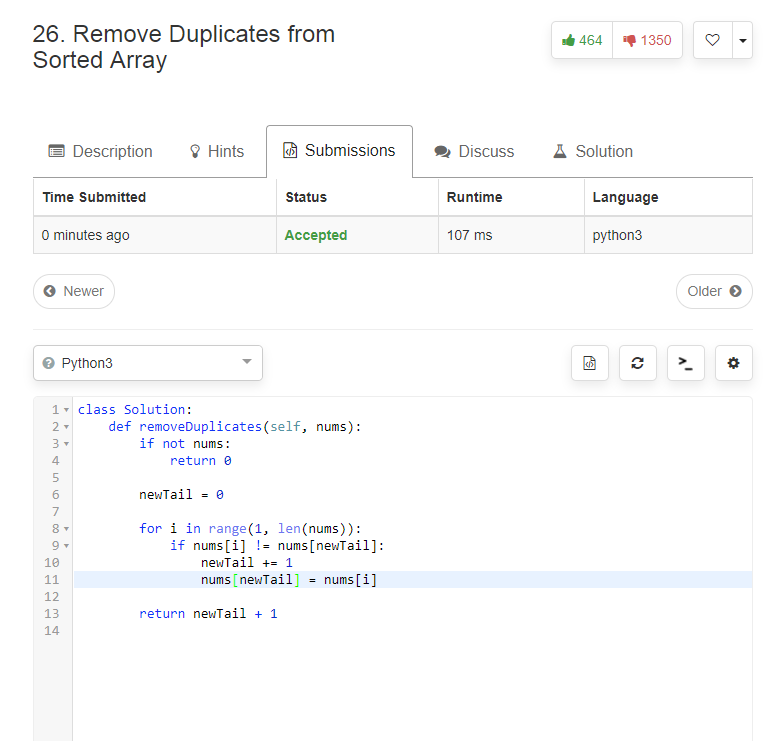 26. Remove Duplicates from
Sorted Array
464 1350
Description Hints Submissions Discuss Solution
Time Submitted Status Runtime Language
0 minutes ago Accepted 107 ms python3
Newer Older
Python3
1 class Solution:
2     def removeDuplicates(self, nums):
3         if not nums:
4             return 0
5
6         newTail = 0
7
8         for i in range(1, len(nums)):
9             if nums[i] != nums[newTail]:
10                 newTail += 1
11                 nums[newTail] = nums[i]
12
13         return newTail + 1
14